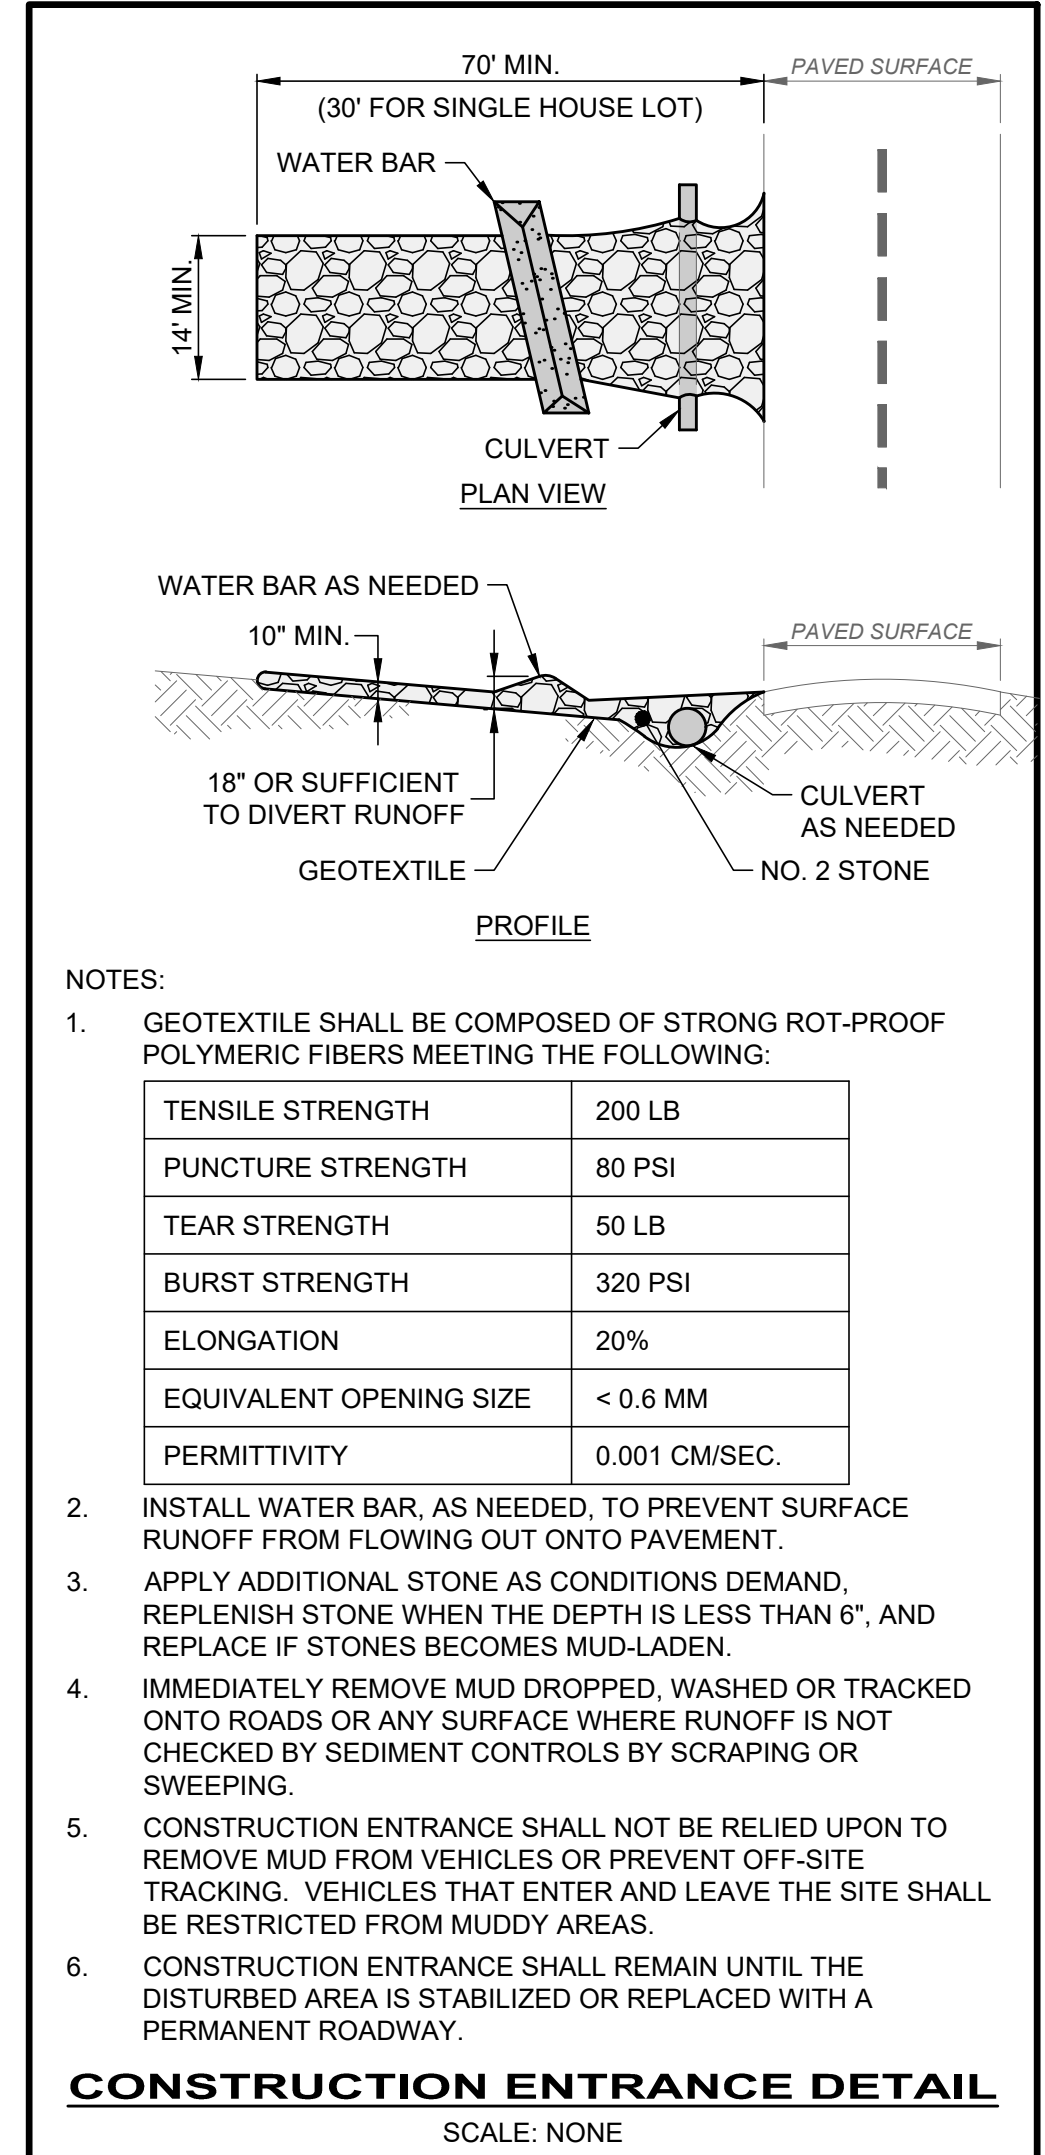 70' MIN.
PAVED SURFACE
(30' FOR SINGLE HOUSE LOT)
WATER BAR
14' MIN.
CULVERT
PLAN VIEW
WATER BAR AS NEEDED
10" MIN.
PAVED SURFACE
18" OR SUFFICIENT
TO DIVERT RUNOFF
CULVERT
AS NEEDED
GEOTEXTILE
NO. 2 STONE
PROFILE
NOTES:
1. GEOTEXTILE SHALL BE COMPOSED OF STRONG ROT-PROOF
POLYMERIC FIBERS MEETING THE FOLLOWING:
TENSILE STRENGTH 200 LB
PUNCTURE STRENGTH 80 PSI
TEAR STRENGTH 50 LB
BURST STRENGTH 320 PSI
ELONGATION 20%
EQUIVALENT OPENING SIZE < 0.6 MM
PERMITTIVITY 0.001 CM/SEC.
2. INSTALL WATER BAR, AS NEEDED, TO PREVENT SURFACE
RUNOFF FROM FLOWING OUT ONTO PAVEMENT.
3. APPLY ADDITIONAL STONE AS CONDITIONS DEMAND,
REPLENISH STONE WHEN THE DEPTH IS LESS THAN 6", AND
REPLACE IF STONES BECOMES MUD-LADEN.
4. IMMEDIATELY REMOVE MUD DROPPED, WASHED OR TRACKED
ONTO ROADS OR ANY SURFACE WHERE RUNOFF IS NOT
CHECKED BY SEDIMENT CONTROLS BY SCRAPING OR
SWEEPING.
5. CONSTRUCTION ENTRANCE SHALL NOT BE RELIED UPON TO
REMOVE MUD FROM VEHICLES OR PREVENT OFF-SITE
TRACKING. VEHICLES THAT ENTER AND LEAVE THE SITE SHALL
BE RESTRICTED FROM MUDDY AREAS.
6. CONSTRUCTION ENTRANCE SHALL REMAIN UNTIL THE
DISTURBED AREA IS STABILIZED OR REPLACED WITH A
PERMANENT ROADWAY.
CONSTRUCTION ENTRANCE DETAIL
SCALE: NONE